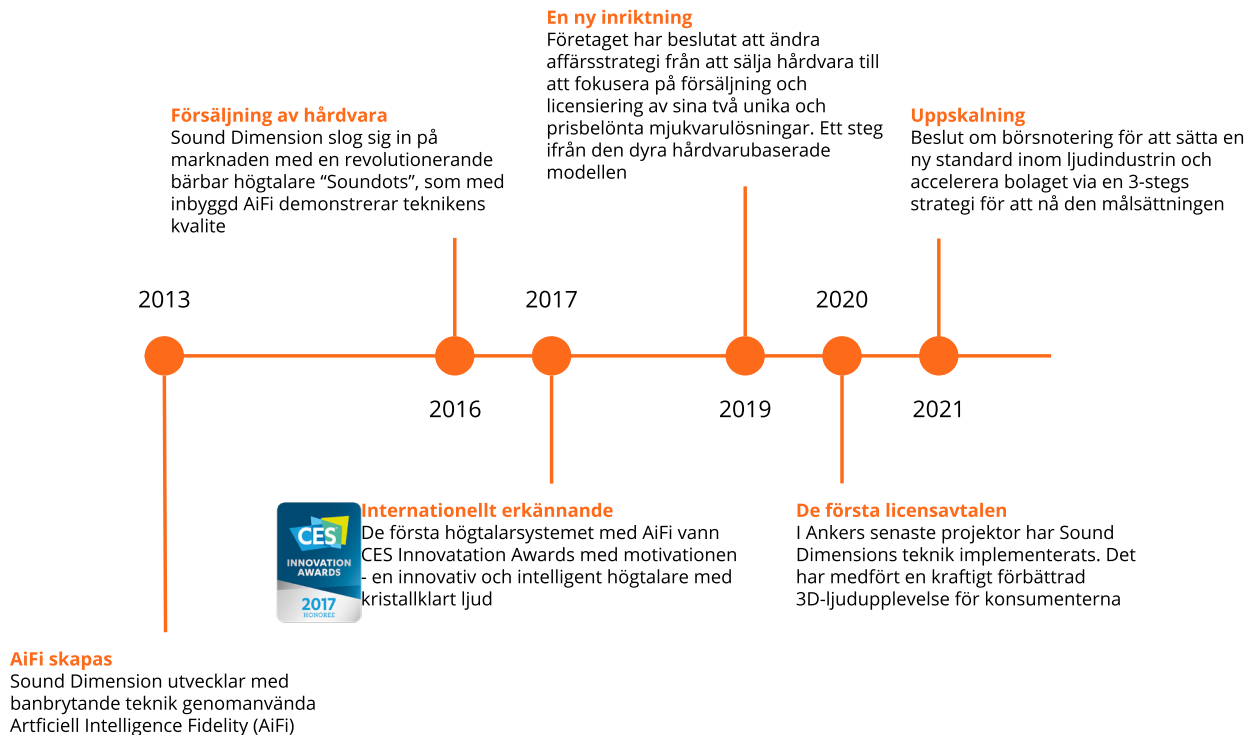 En ny inriktning
Företaget har beslutat att ändra
affärsstrategi från att sälja hårdvara till
att fokusera på försäljning och
licensiering av sina två unika och
prisbelönta mjukvarulösningar. Ett steg
ifrån den dyra hårdvarubaserade
modellen
Försäljning av hårdvara
Sound Dimension slog sig in på
marknaden med en revolutionerande
bärbar högtalare “Soundots”, som med
inbyggd AiFi demonstrerar teknikens
kvalite
Uppskalning
Beslut om börsnotering för att sätta en
ny standard inom ljudindustrin och
accelerera bolaget via en 3-stegs
strategi för att nå den målsättningen
2013
2017
2020
2016
2019
2021
CES
INNOVATION
AWARDS
2017
HONOREE
Internationellt erkännande
De första högtalarsystemet med AiFi vann
CES Innovatation Awards med motivationen
- en innovativ och intelligent högtalare med
kristallklart ljud
De första licensavtalen
I Ankers senaste projektor har Sound
Dimensions teknik implementerats. Det
har medfört en kraftigt förbättrad
3D-ljudupplevelse för konsumenterna
AiFi skapas
Sound Dimension utvecklar med
banbrytande teknik genomanvända
Artficiell Intelligence Fidelity (AiFi)